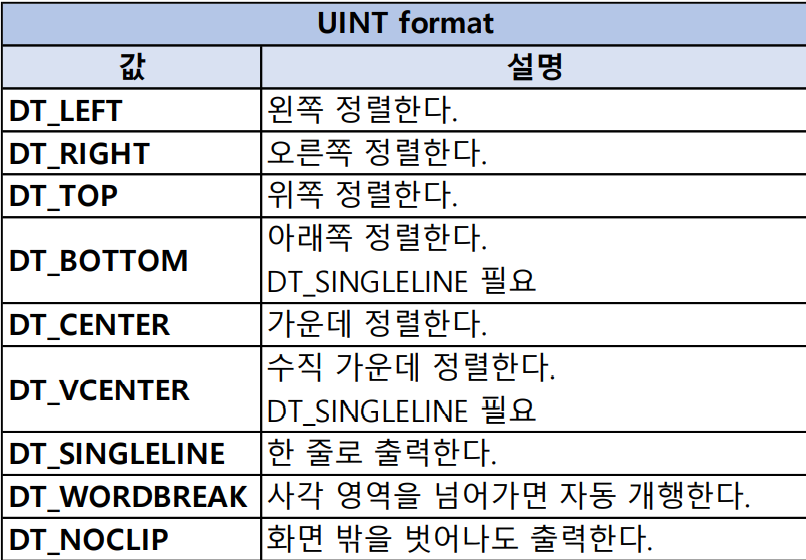 UINT format
값 설명
DT_LEFT 왼쪽 정렬한다.
DT_RIGHT 오른쪽 정렬한다.
DT_TOP 위쪽 정렬한다.
DT_BOTTOM 아래쪽 정렬한다.
DT_SINGLELINE 필요
DT_CENTER 가운데 정렬한다.
DT_VCENTER 수직 가운데 정렬한다.
DT_SINGLELINE 필요
DT_SINGLELINE 한 줄로 출력한다.
DT_WORDBREAK 사각 영역을 넘어가면 자동 개행한다.
DT_NOCLIP 화면 밖을 벗어나도 출력한다.